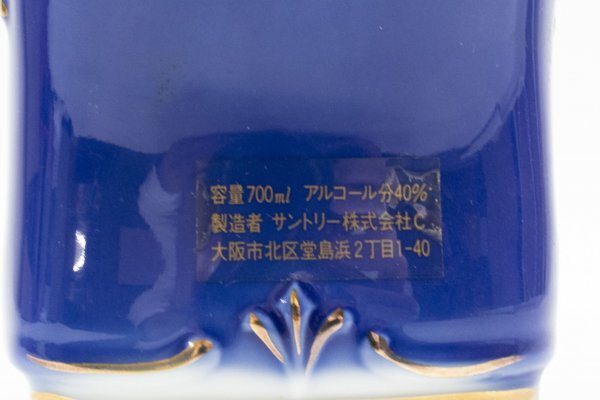 容量700ml アルコール分40%
製造者 サントリー株式会社C
大阪市北区堂島浜2丁目1-40